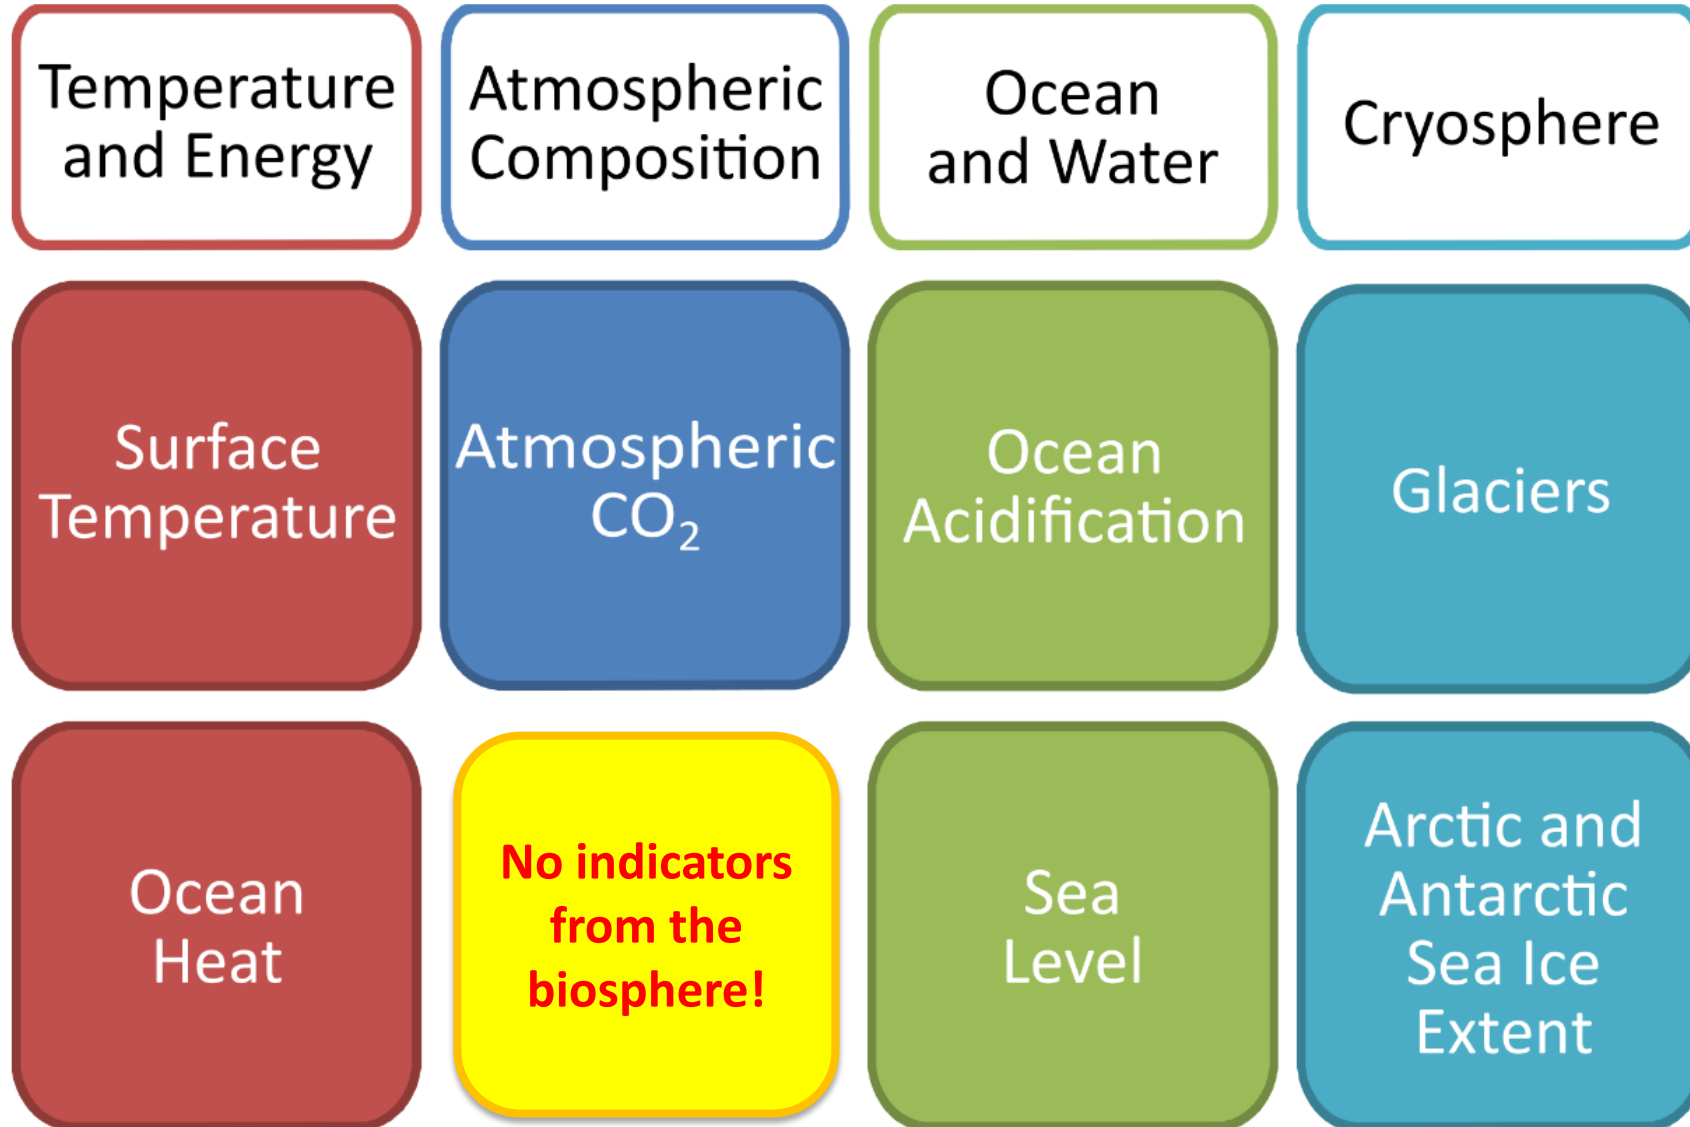 Temperature
and Energy
Atmospheric
Composition
Ocean
and Water
Cryosphere
Surface
Temperature
Atmospheric
CO₂
Ocean
Acidification
Glaciers
Ocean
Heat
No indicators
from the
biosphere!
Sea
Level
Arctic and
Antarctic
Sea Ice
Extent